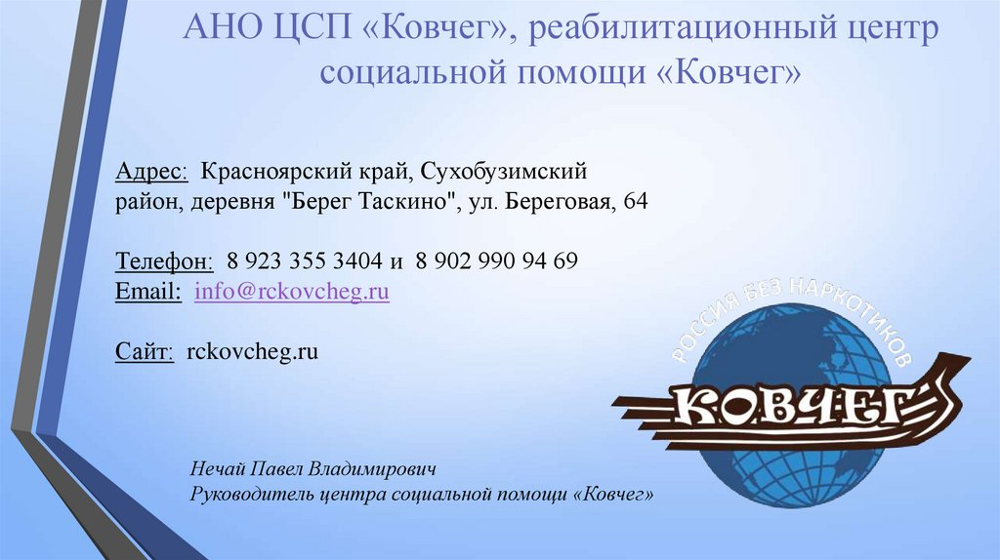 АНО ЦСП «Ковчег», реабилитационный центр
социальной помощи «Ковчег»
Адрес: Красноярский край, Сухобузимский
район, деревня "Берег Таскино", ул. Береговая, 64
Телефон: 8 923 355 3404 и 8 902 990 94 69
Email: info@rckovcheg.ru
Сайт: rckovcheg.ru
РОССИЯ БЕЗ НАРКОТИКОВ
КОВЧЕГ
Нечай Павел Владимирович
Руководитель центра социальной помощи «Ковчег»